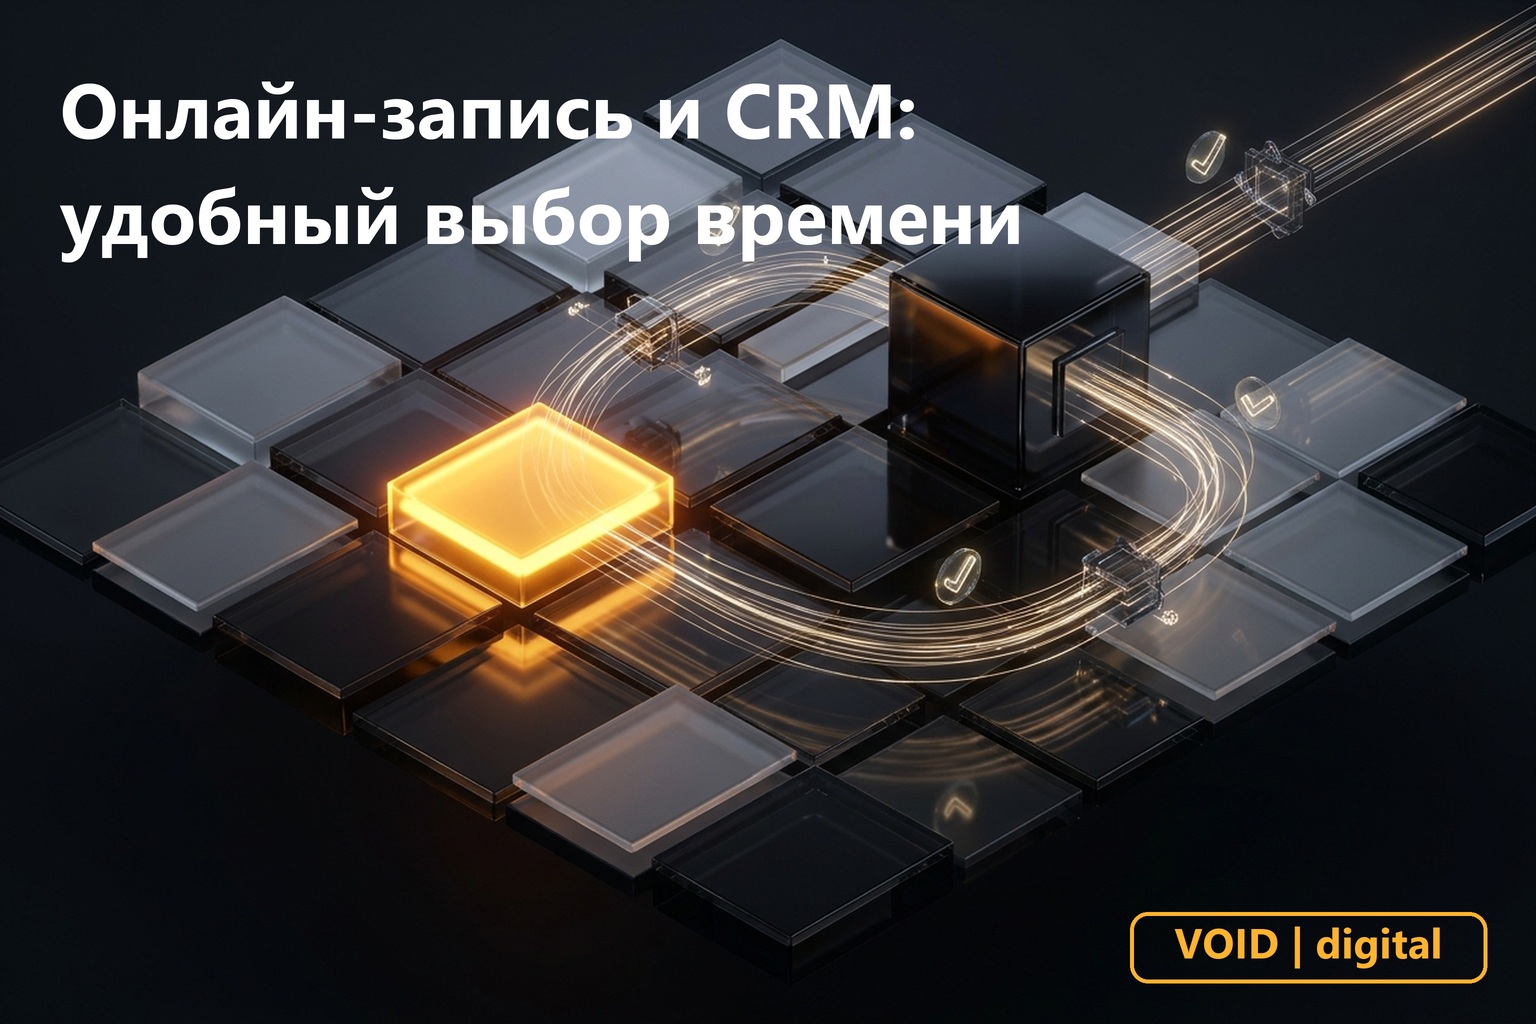 Онлайн-запись и CRM:
удобный выбор времени
VOID | digital